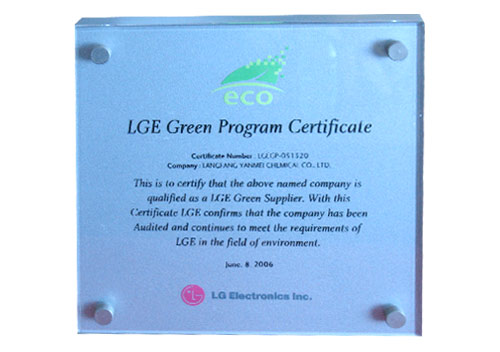 eco
LGE Green Program Certificate
Certificate Number : LGEGP-051320
Company : LANGFANG YANMEI CHEMICAL CO., LTD.
This is to certify that the above named company is
qualified as a LGE Green Supplier. With this
Certificate LGE confirms that the company has been
Audited and continues to meet the requirements of
LGE in the field of environment.
June. 8. 2006
LG Electronics Inc.